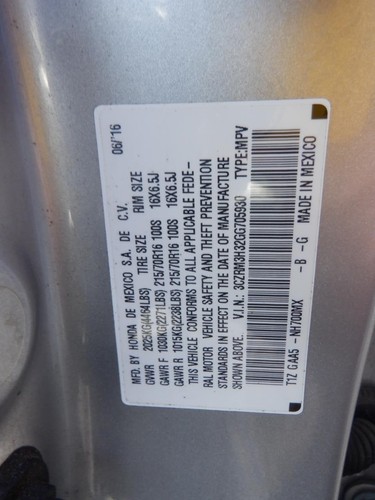 MFD. BY HONDA DE MEXICO S.A. DE C.V. 06/16
GVWR 2025KG(4464LBS) TIRE SIZE RIM SIZE
GAWR F 1030KG(2271LBS) 215/70R16 100S 16X6.5J
GAWR R 1015KG(2238LBS) 215/70R16 100S 16X6.5J
THIS VEHICLE CONFORMS TO ALL APPLICABLE FEDE-
RAL MOTOR VEHICLE SAFETY AND THEFT PREVENTION
STANDARDS IN EFFECT ON THE DATE OF MANUFACTURE
SHOWN ABOVE. V.I.N.: 3CZRM3H32GG705930 TYPE:MPV
T1Z G AA5 -NH700MX -B -G MADE IN MEXICO